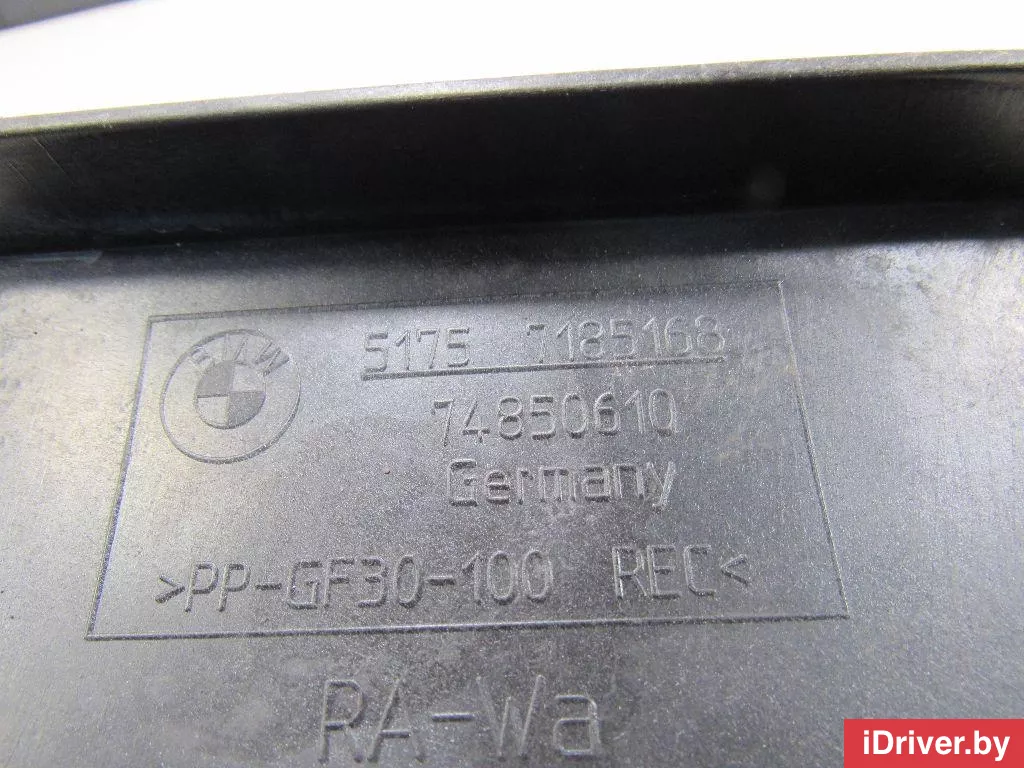 BMW
5175 7185168
74850610
Germany
>PP-GF30-100 REC<
RA-Wa
iDriver.by